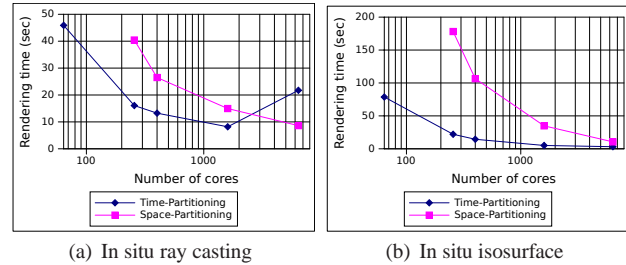 50
40
30
20
10
0
Rendering time (sec)
100
1000
Number of cores
Time-Partitioning
Space-Partitioning
(a) In situ ray casting
200
150
100
50
0
Rendering time (sec)
100
1000
Number of cores
Time-Partitioning
Space-Partitioning
(b) In situ isosurface